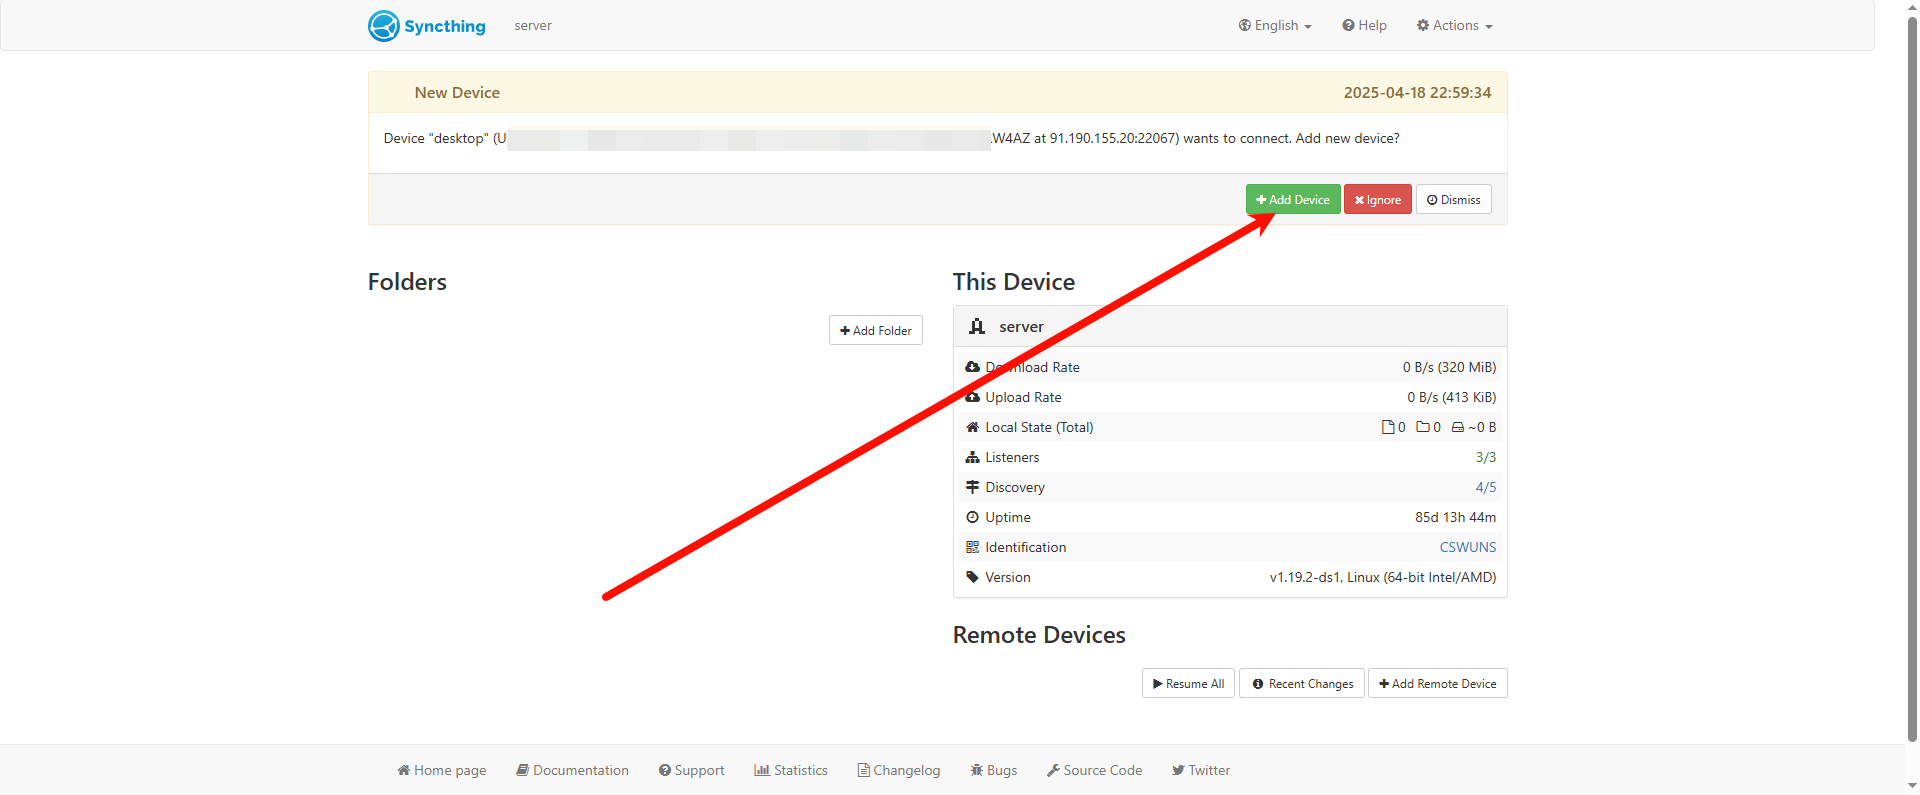 Syncthing server English Help Actions
New Device 2025-04-18 22:59:34
Device "desktop" (U .W4AZ at 91.190.155.20:22067) wants to connect. Add new device?
Add Device Ignore Dismiss
Folders
Add Folder
This Device
server
Download Rate 0 B/s (320 MiB)
Upload Rate 0 B/s (413 KiB)
Local State (Total) 0 0 ~0 B
Listeners 3/3
Discovery 4/5
Uptime 85d 13h 44m
Identification CSWUNS
Version v1.19.2-ds1, Linux (64-bit Intel/AMD)
Remote Devices
Resume All Recent Changes Add Remote Device
Home page Documentation Support Statistics Changelog Bugs Source Code Twitter